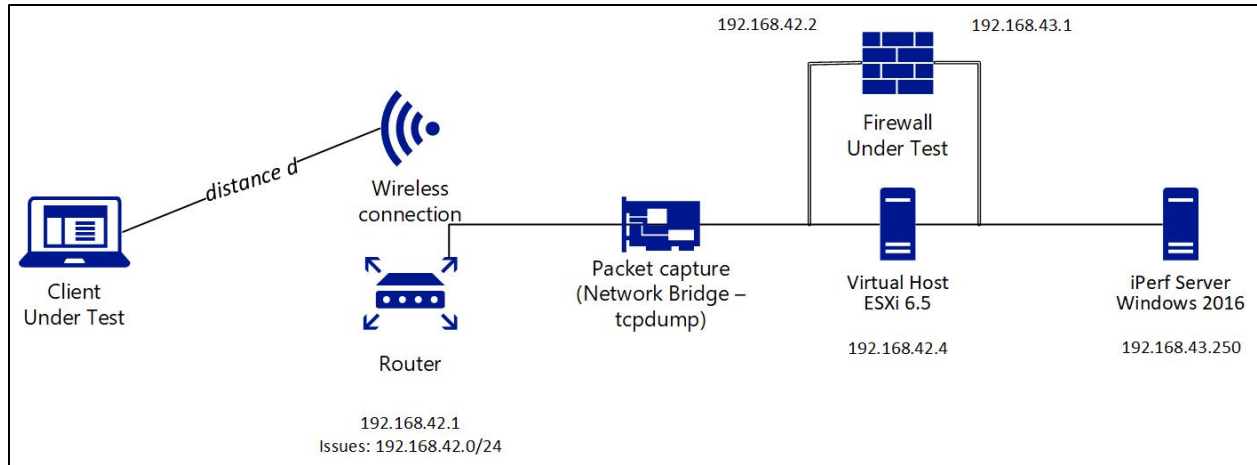 192.168.42.2
192.168.43.1
Firewall
Under Test
distance d
Wireless
connection
Client
Under Test
Packet capture
(Network Bridge –
tcpdump)
Virtual Host
ESXi 6.5
192.168.42.4
iPerf Server
Windows 2016
192.168.43.250
Router
192.168.42.1
Issues: 192.168.42.0/24